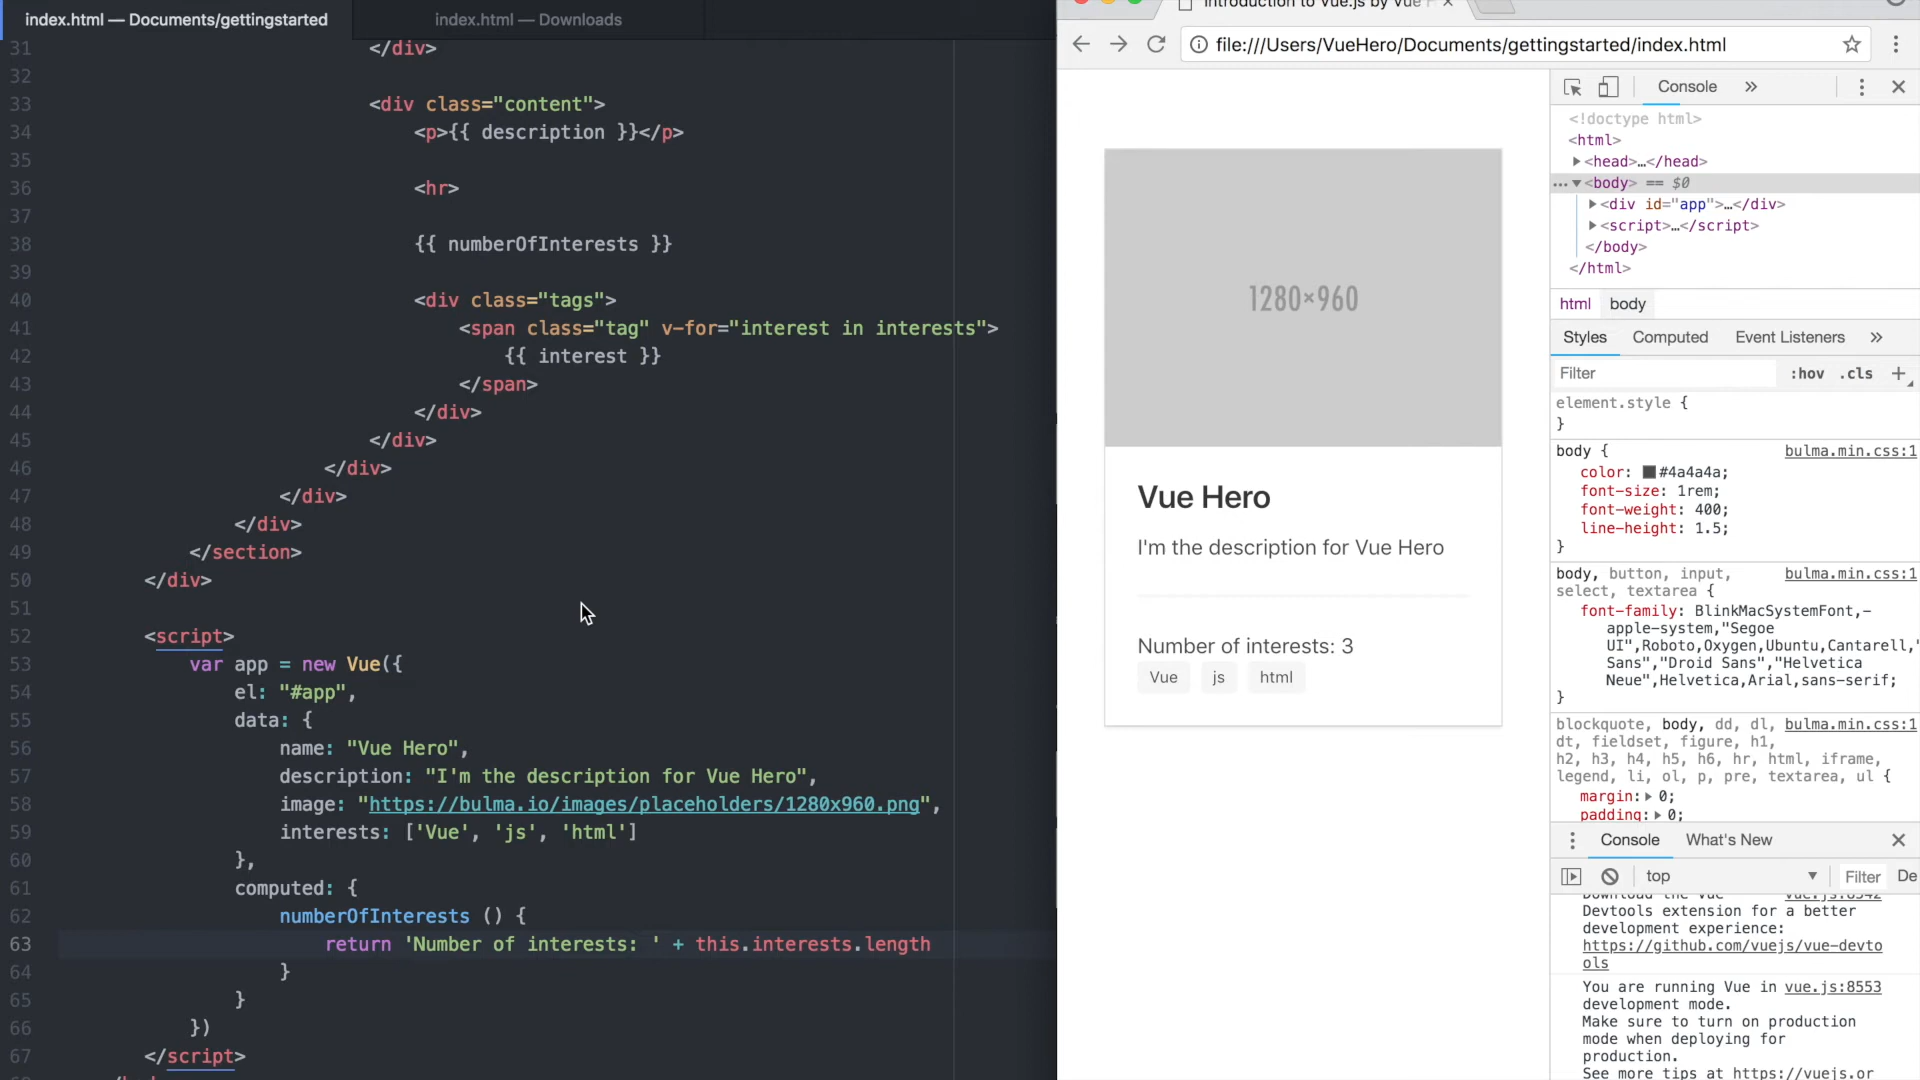 index.html — Documents/gettingstarted
index.html — Downloads
31 </div>
32
33 <div class="content">
34 <p>{{ description }}</p>
35
36 <hr>
37
38 {{ numberOfInterests }}
39
40 <div class="tags">
41 <span class="tag" v-for="interest in interests">
42 {{ interest }}
43 </span>
44 </div>
45 </div>
46 </div>
47 </div>
48 </div>
49 </section>
50 </div>
51
52 <script>
53 var app = new Vue({
54 el: "#app",
55 data: {
56 name: "Vue Hero",
57 description: "I'm the description for Vue Hero",
58 image: "https://bulma.io/images/placeholders/1280x960.png",
59 interests: ['Vue', 'js', 'html']
60 },
61 computed: {
62 numberOfInterests () {
63 return 'Number of interests: ' + this.interests.length
64 }
65 }
66 })
67 </script>
Introduction to Vue.js by Vue
file:///Users/VueHero/Documents/gettingstarted/index.html
1280×960
Vue Hero
I'm the description for Vue Hero
Number of interests: 3
Vue js html
Console »
<!doctype html>
<html>
<head>…</head>
<body> == $0
<div id="app">…</div>
<script>…</script>
</body>
</html>
html body
Styles Computed Event Listeners »
Filter :hov .cls +
element.style {
}
body { bulma.min.css:1
color: #4a4a4a;
font-size: 1rem;
font-weight: 400;
line-height: 1.5;
}
body, button, input, bulma.min.css:1
select, textarea {
font-family: BlinkMacSystemFont,-
apple-system,"Segoe
UI",Roboto,Oxygen,Ubuntu,Cantarell,"
Sans","Droid Sans","Helvetica
Neue",Helvetica,Arial,sans-serif;
}
blockquote, body, dd, dl, bulma.min.css:1
dt, fieldset, figure, h1,
h2, h3, h4, h5, h6, hr, html, iframe,
legend, li, ol, p, pre, textarea, ul {
margin: 0;
padding: 0;
Console What's New
top Filter De
Download the Vue vue.js:8542
Devtools extension for a better
development experience:
https://github.com/vuejs/vue-devto
ols
You are running Vue in vue.js:8553
development mode.
Make sure to turn on production
mode when deploying for
production.
See more tips at https://vuejs.or